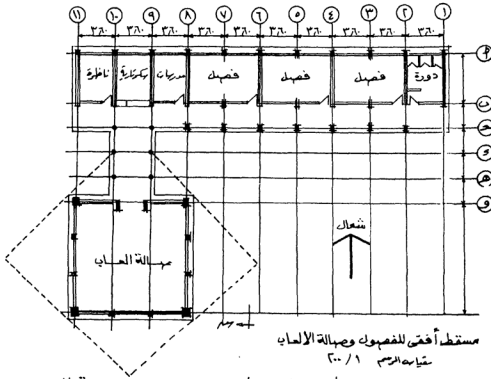 ١١ ١٠ ٩ ٨ ٧ ٦ ٥ ٤ ٣ ٢ ١
٣٦٠ ٣٦٠ ٣٦٠ ٣٦٠ ٣٦٠ ٣٦٠ ٣٦٠ ٣٦٠ ٣٦٠ ٣٦٠
ناظرة سكرتارية مدرسات فصل فصل فصل دورة
ب
ء
ه
و
شمال
صالة العاب
مسقط أفقى للفصول وصالة الألعاب
مقياس الرسم ١ / ٢٠٠